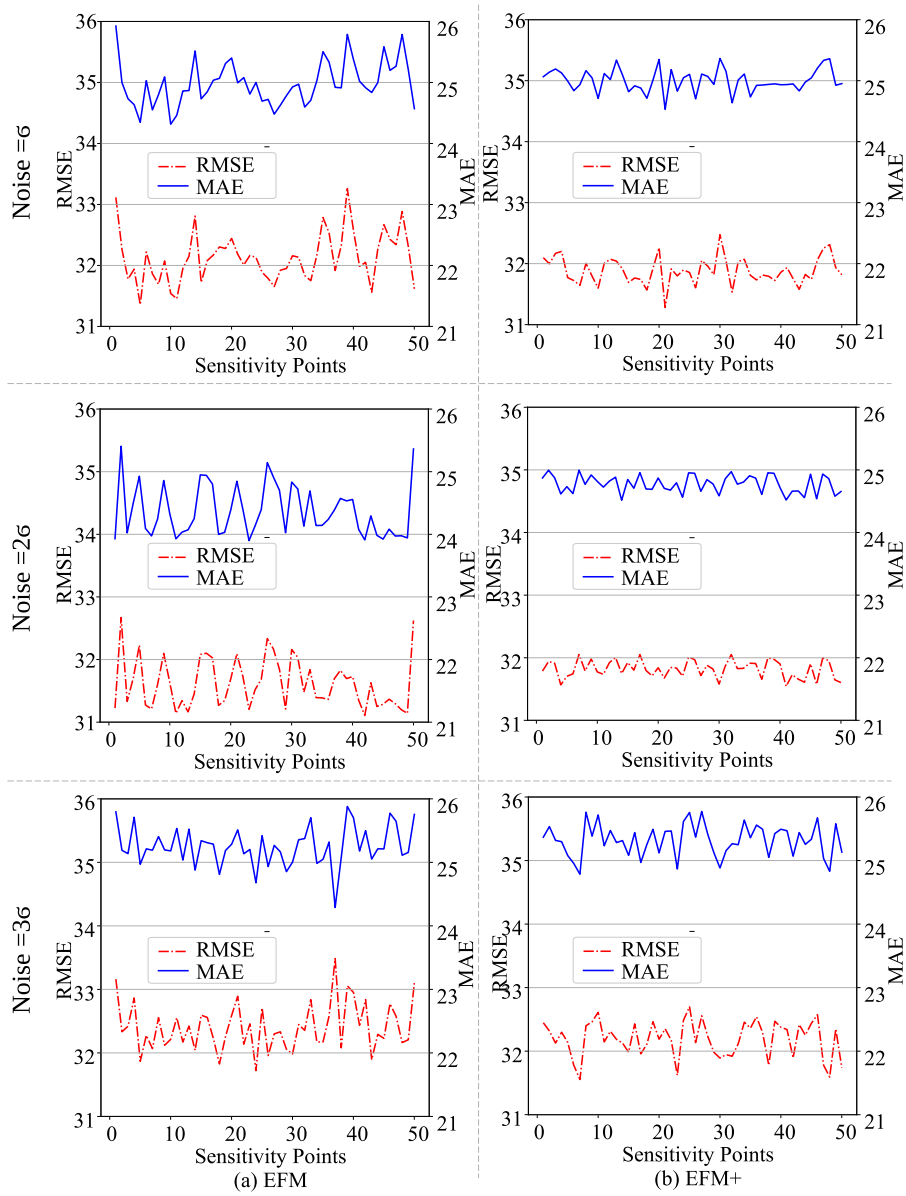 Noise =σ
RMSE
36
35
34
33
32
31
RMSE
MAE
26
25
24
23
22
21
MAE
0 10 20 30 40 50
Sensitivity Points
RMSE
36
35
34
33
32
31
RMSE
MAE
26
25
24
23
22
21
MAE
0 10 20 30 40 50
Sensitivity Points
Noise =2σ
RMSE
36
35
34
33
32
31
RMSE
MAE
26
25
24
23
22
21
MAE
0 10 20 30 40 50
Sensitivity Points
RMSE
36
35
34
33
32
31
RMSE
MAE
26
25
24
23
22
21
MAE
0 10 20 30 40 50
Sensitivity Points
Noise =3σ
RMSE
36
35
34
33
32
31
RMSE
MAE
26
25
24
23
22
21
MAE
0 10 20 30 40 50
Sensitivity Points
(a) EFM
RMSE
36
35
34
33
32
31
RMSE
MAE
26
25
24
23
22
21
MAE
0 10 20 30 40 50
Sensitivity Points
(b) EFM+